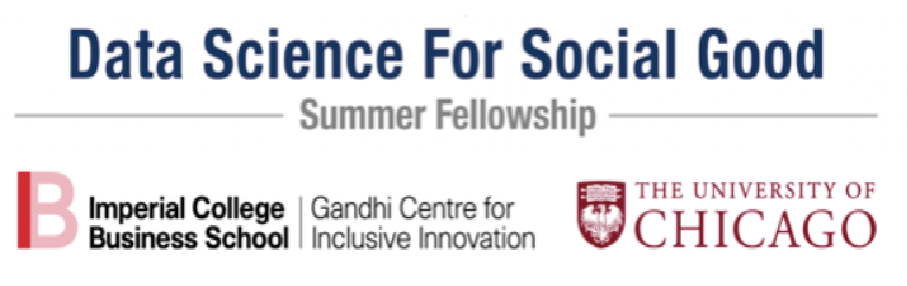 Data Science For Social Good
Summer Fellowship
B
Imperial College
Business School
Gandhi Centre for
Inclusive Innovation
THE UNIVERSITY OF
CHICAGO